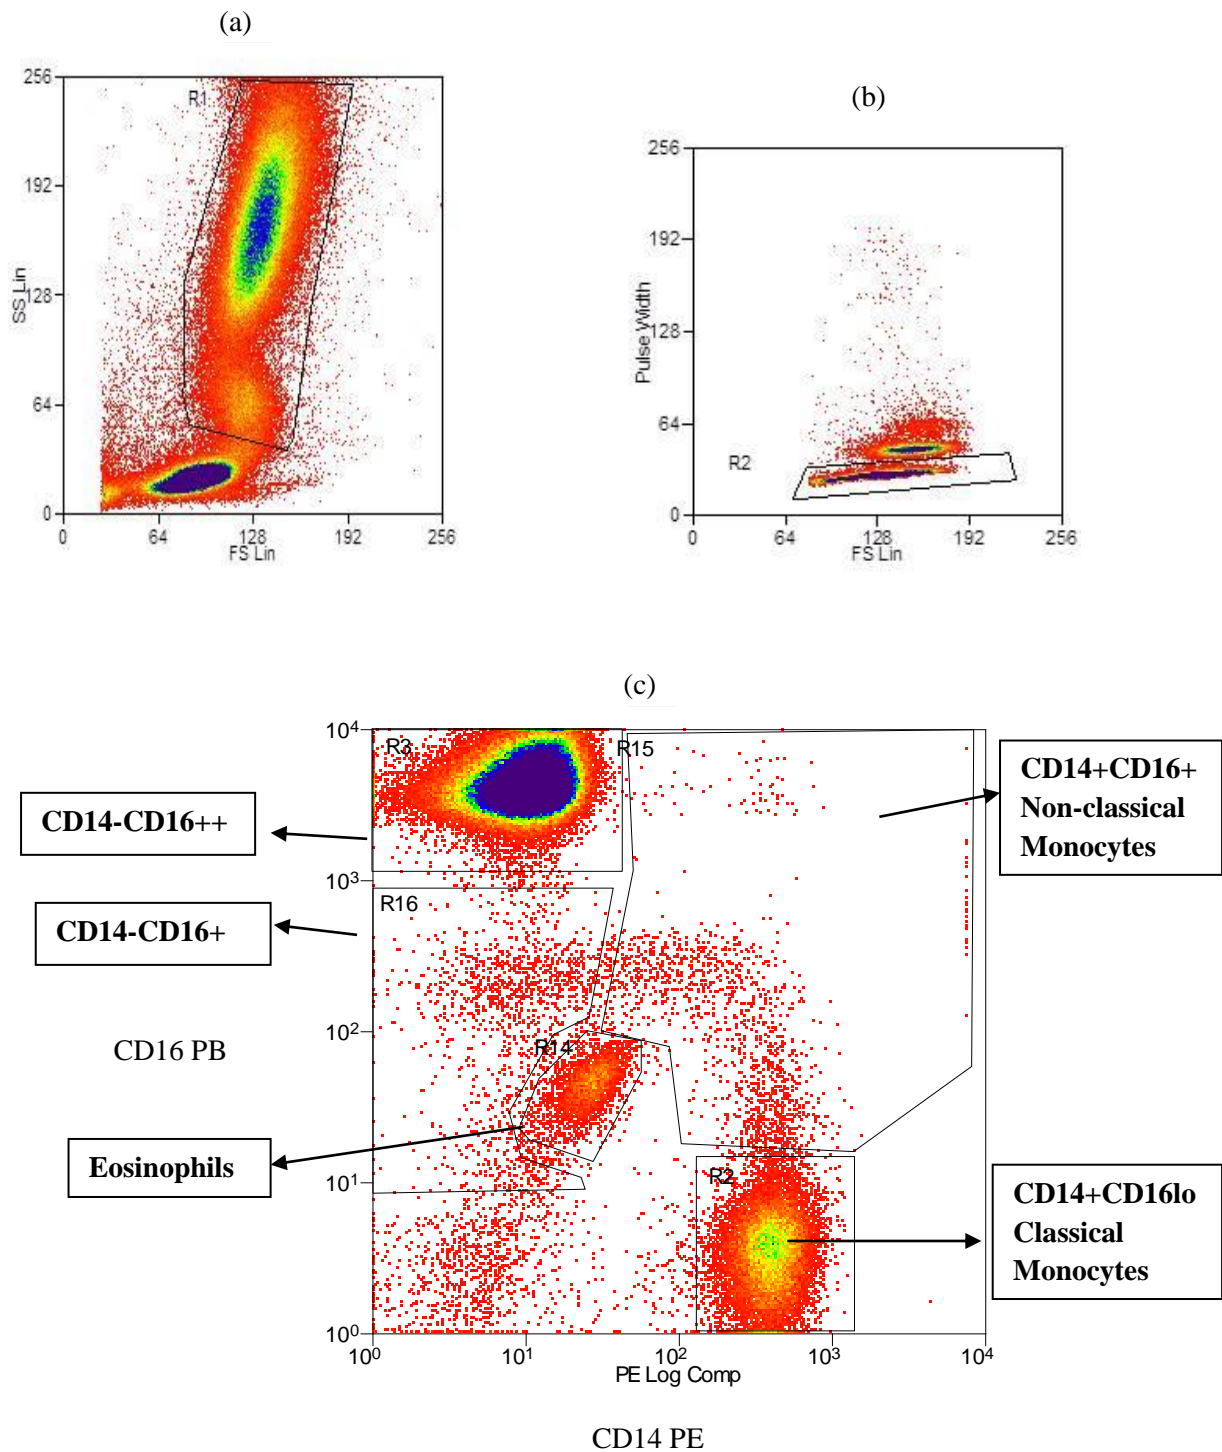 (a)
256
192
128
64
0
SS Lin
R1
0 64 128 192 256
FS Lin
(b)
256
192
128
64
0
Pulse Width
R2
0 64 128 192 256
FS Lin
(c)
10⁴
10³
10²
10¹
10⁰
R3
R15
R16
R14
R2
CD14-CD16++
CD14-CD16+
CD16 PB
Eosinophils
CD14+CD16+
Non-classical
Monocytes
CD14+CD16lo
Classical
Monocytes
10⁰ 10¹ 10² 10³ 10⁴
PE Log Comp
CD14 PE